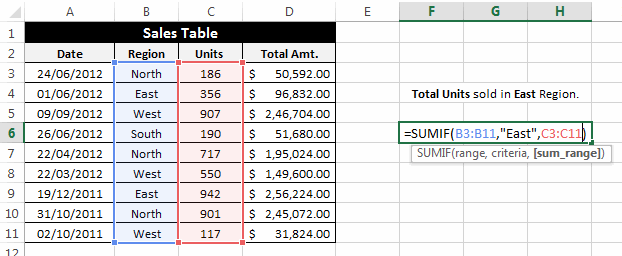 A B C D E F G H
1 Sales Table
2 Date Region Units Total Amt.
3 24/06/2012 North 186 $ 50,592.00
4 01/06/2012 East 356 $ 96,832.00 Total Units sold in East Region.
5 09/09/2012 West 907 $ 2,46,704.00
6 26/06/2012 South 190 $ 51,680.00 =SUMIF(B3:B11,"East",C3:C11)
7 22/04/2012 North 717 $ 1,95,024.00 SUMIF(range, criteria, [sum_range])
8 22/03/2012 West 550 $ 1,49,600.00
9 19/12/2011 East 942 $ 2,56,224.00
10 31/10/2011 North 901 $ 2,45,072.00
11 02/10/2011 West 117 $ 31,824.00
12